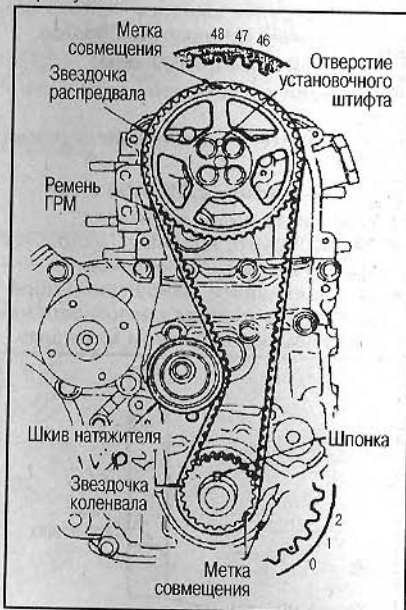 Метка
совмещения
48 47 46
Отверстие
установочного
штифта
Звездочка
распредвала
Ремень
ГРМ
Шкив натяжителя
Шпонка
Звездочка
коленвала
2
1
0
Метка
совмещения